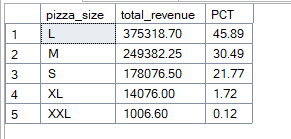 pizza_size total_revenue PCT
1 L 375318.70 45.89
2 M 249382.25 30.49
3 S 178076.50 21.77
4 XL 14076.00 1.72
5 XXL 1006.60 0.12